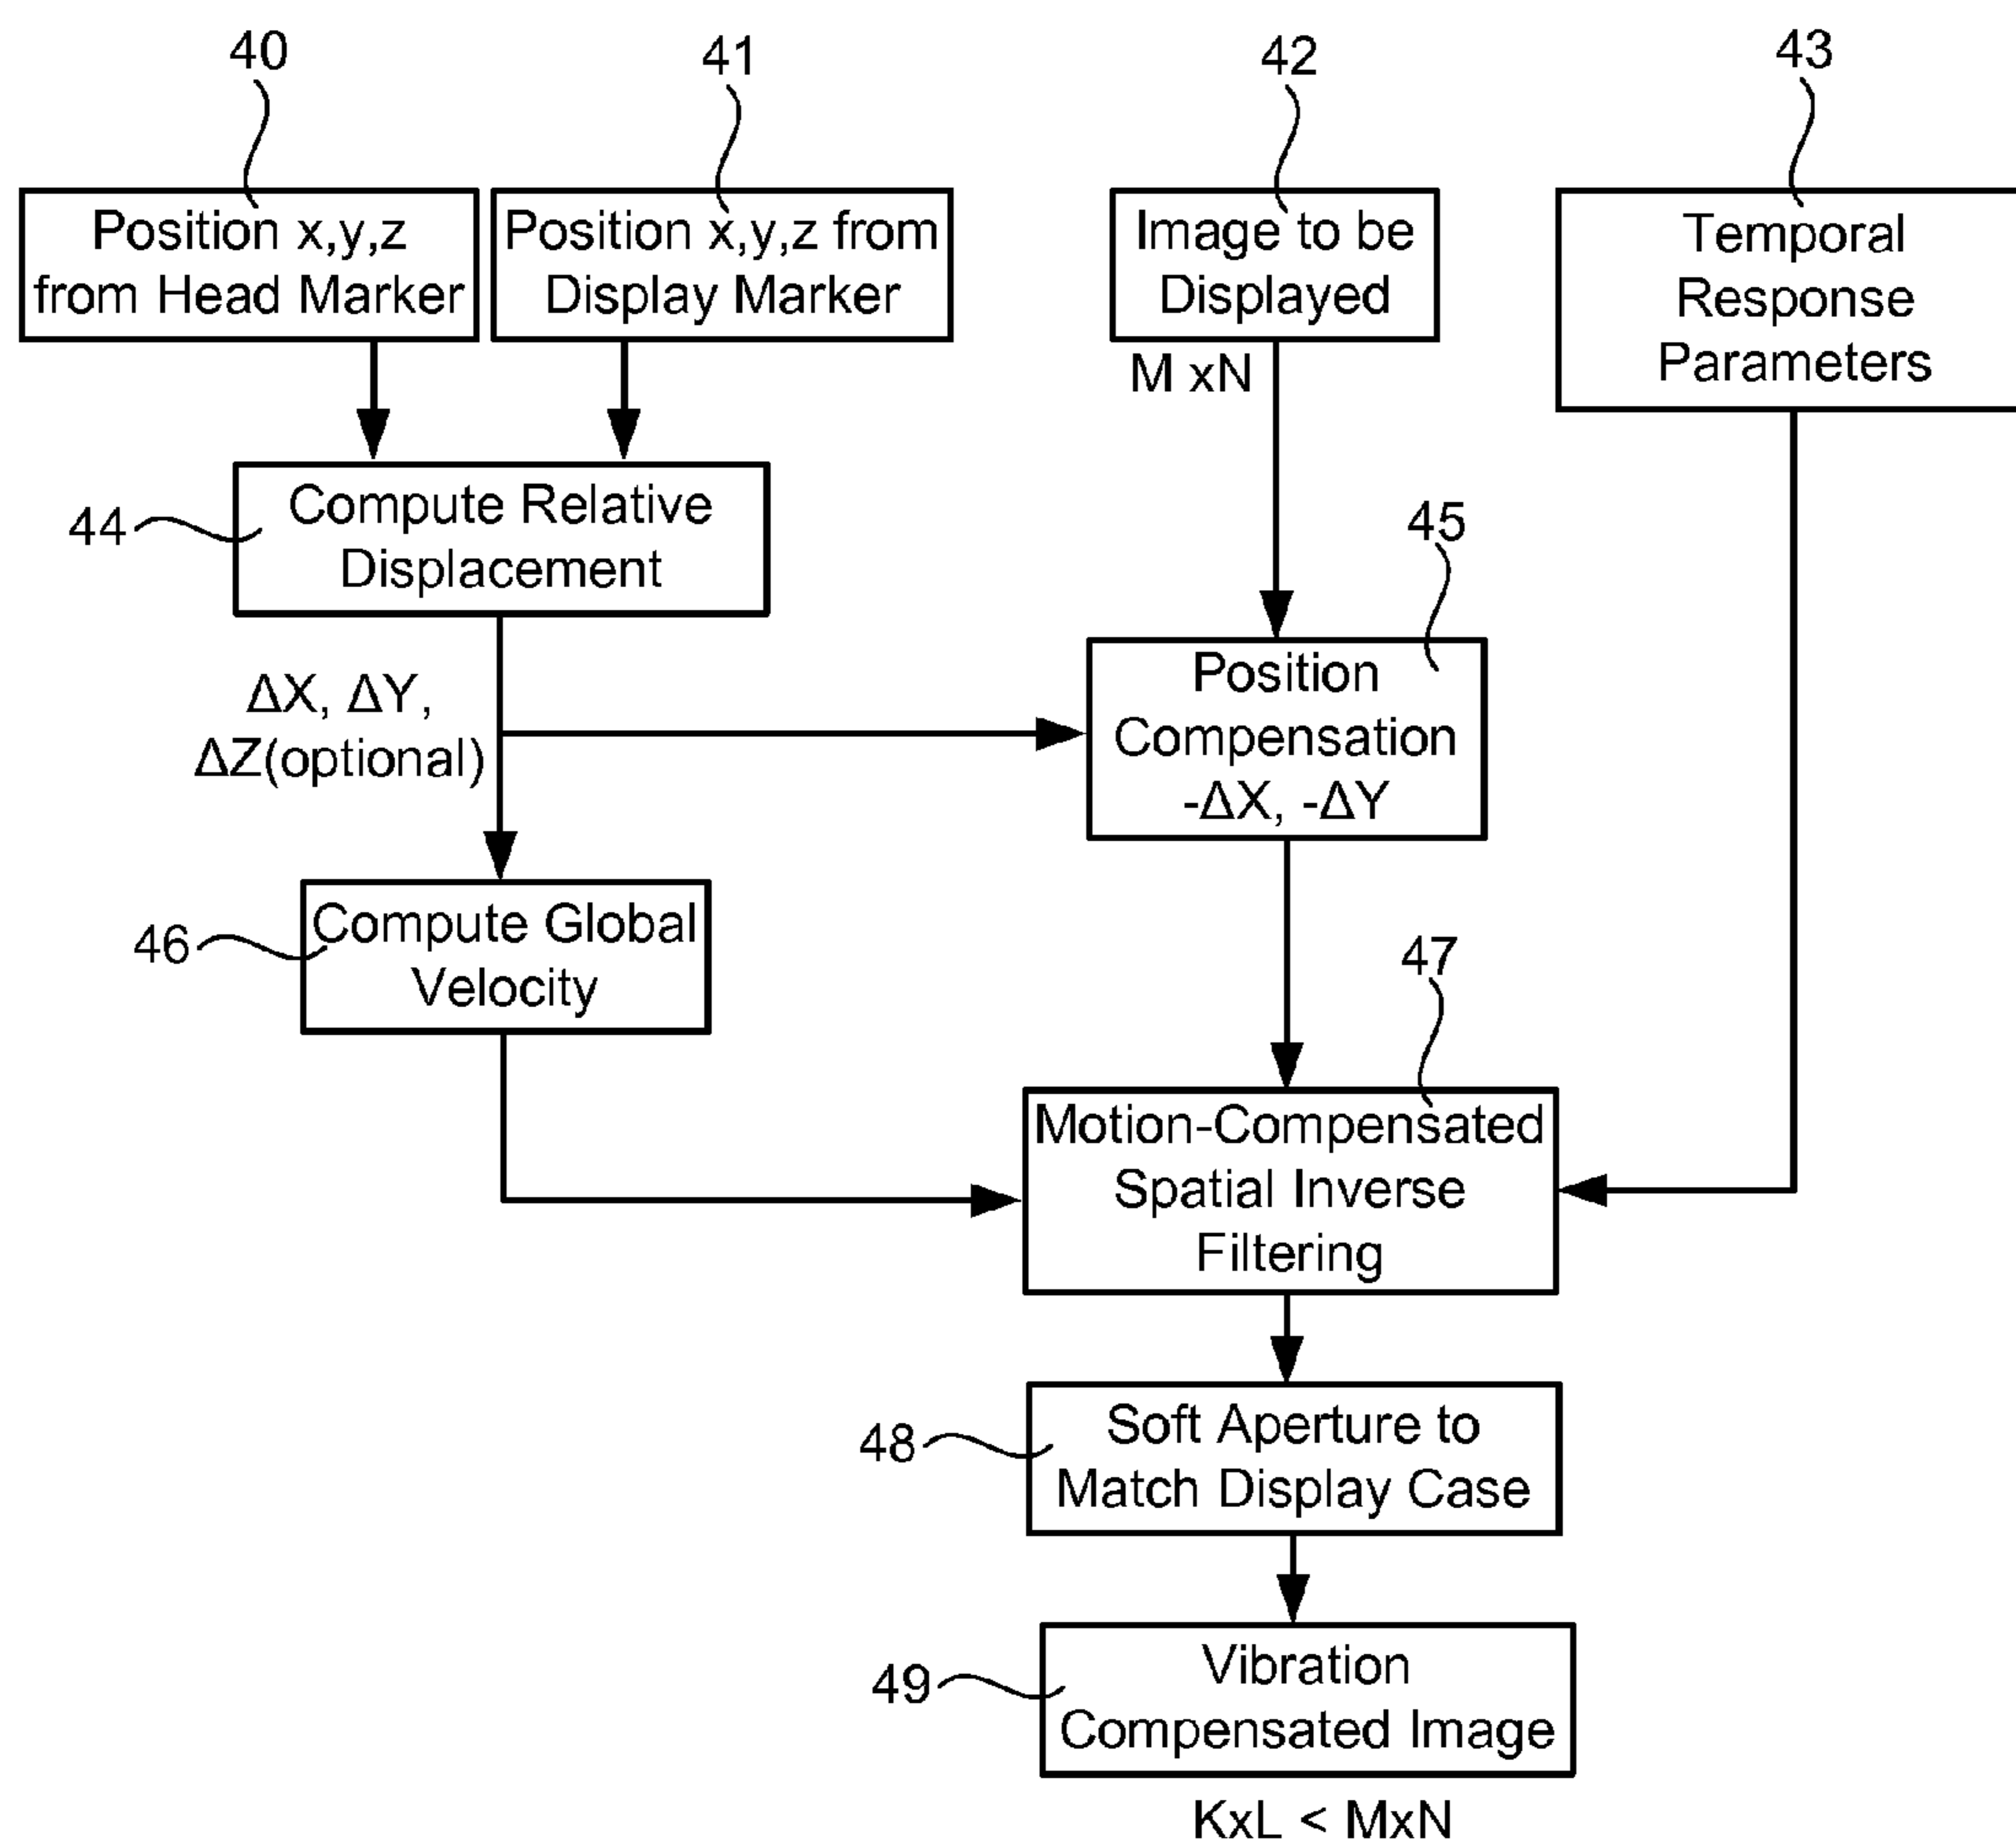 40
41
42
43
Position x,y,z
from Head Marker
Position x,y,z from
Display Marker
Image to be
Displayed
Temporal
Response
Parameters
M xN
44
Compute Relative
Displacement
45
ΔX, ΔY,
ΔZ(optional)
Position
Compensation
-ΔX, -ΔY
46
Compute Global
Velocity
47
Motion-Compensated
Spatial Inverse
Filtering
48
Soft Aperture to
Match Display Case
49
Vibration
Compensated Image
KxL < MxN